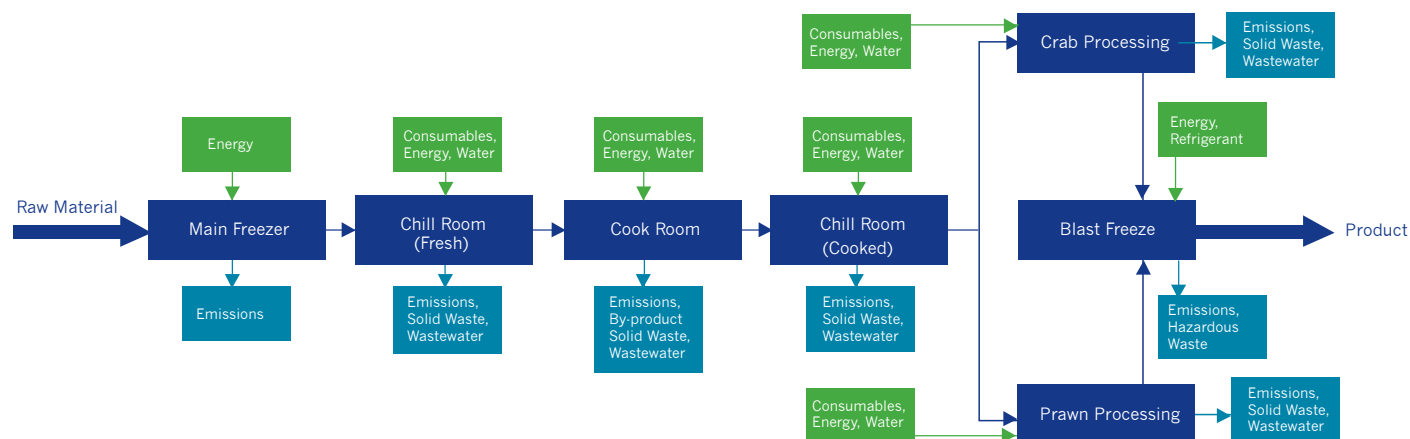 Consumables,
Energy, Water
Crab Processing
Emissions,
Solid Waste,
Wastewater
Energy
Consumables,
Energy, Water
Consumables,
Energy, Water
Consumables,
Energy, Water
Energy,
Refrigerant
Raw Material
Main Freezer
Chill Room
(Fresh)
Cook Room
Chill Room
(Cooked)
Blast Freeze
Product
Emissions
Emissions,
Solid Waste,
Wastewater
Emissions,
By-product
Solid Waste,
Wastewater
Emissions,
Solid Waste,
Wastewater
Emissions,
Hazardous
Waste
Consumables,
Energy, Water
Prawn Processing
Emissions,
Solid Waste,
Wastewater